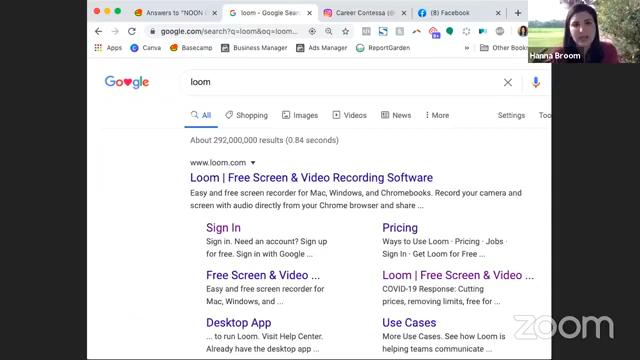 Answers to "NOON (
loom - Google Sear
Career Contessa (@
(8) Facebook
google.com/search?q=loom&oq=loom...
Apps
Canva
Basecamp
Business Manager
Ads Manager
ReportGarden
Other Book
Hanna Broom
Google
loom
All
Shopping
Images
Videos
News
More
Settings
Too
About 292,000,000 results (0.84 seconds)
www.loom.com
Loom | Free Screen & Video Recording Software
Easy and free screen recorder for Mac, Windows, and Chromebooks. Record your camera and
screen with audio directly from your Chrome browser and share ...
Sign In
Sign in. Need an account? Sign up
for free. Sign in with Google ...
Pricing
Ways to Use Loom · Pricing · Jobs ·
Sign In · Get Loom for Free ...
Free Screen & Video ...
Easy and free screen recorder for
Mac, Windows, and ...
Loom | Free Screen & Video ...
COVID-19 Response: Cutting
prices, removing limits, free for ...
Desktop App
... to run Loom. Visit Help Center.
Already have the desktop app ...
Use Cases
More Use Cases. See how Loom is
helping teams communicate ...
zoom